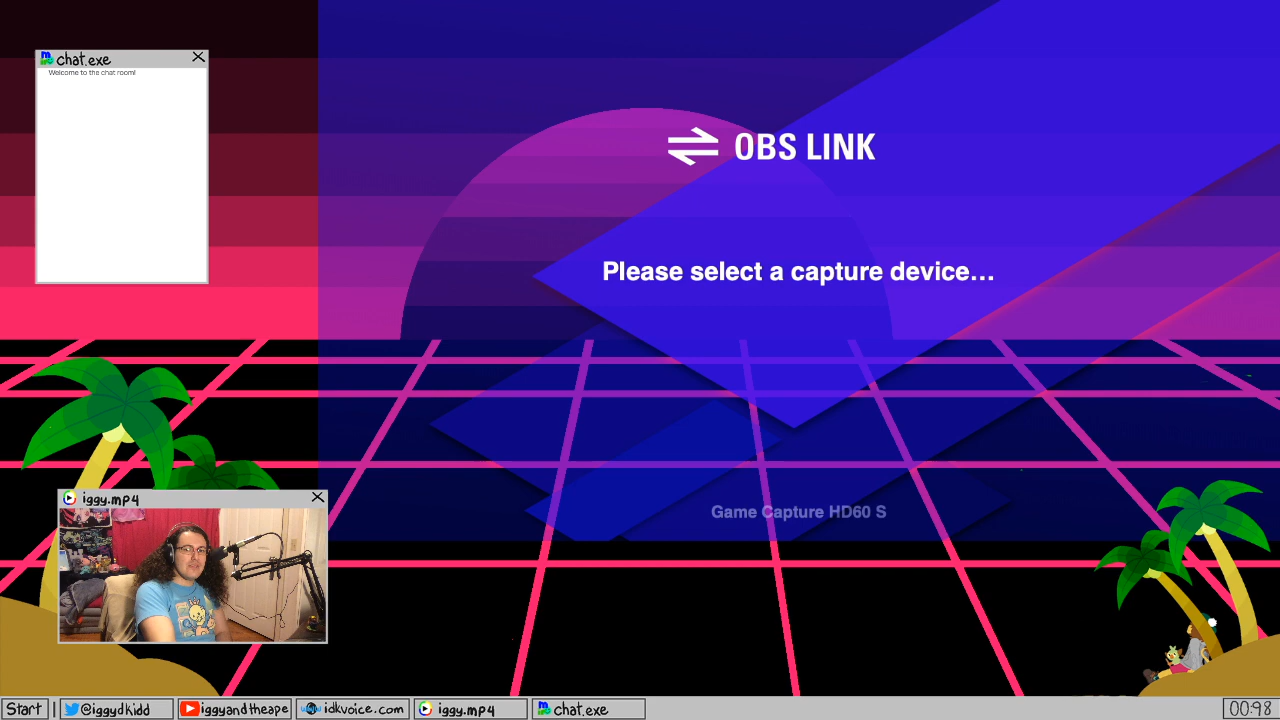 chat.exe
Welcome to the chat room!
OBS LINK
Please select a capture device...
Game Capture HD60 S
iggy.mp4
Start | @iggydkidd iggyandtheape www idkvoice.com iggy.mp4 chat.exe 00:98